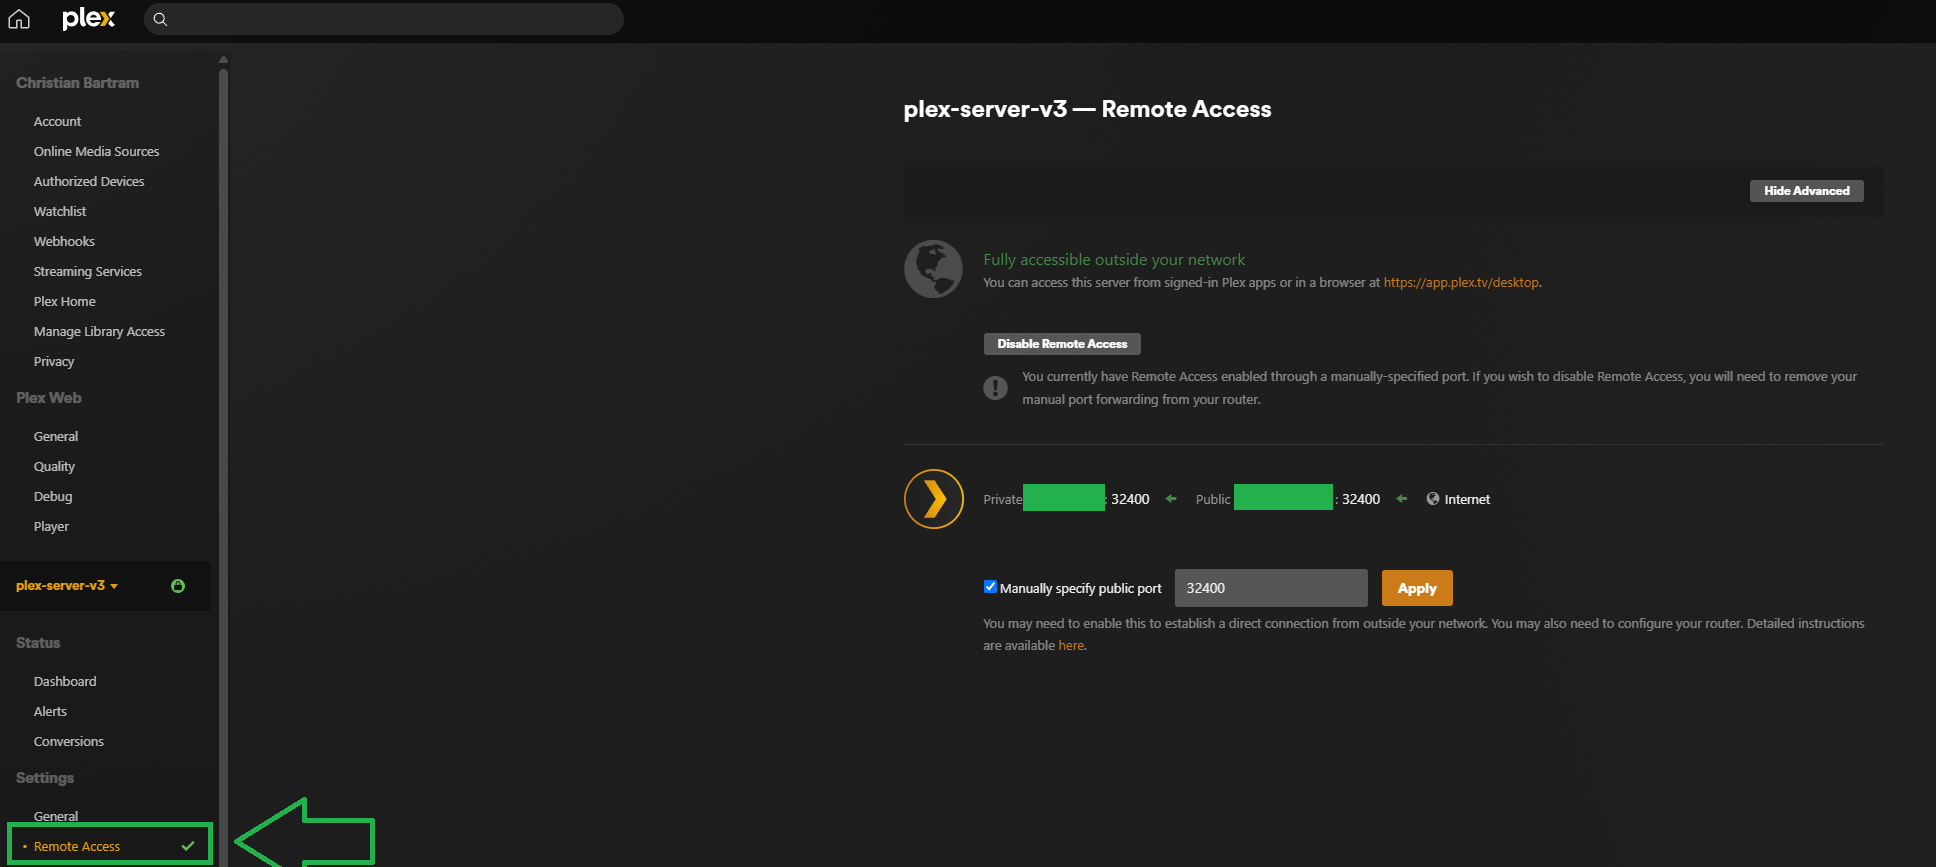 plex
Christian Bartram
Account
Online Media Sources
Authorized Devices
Watchlist
Webhooks
Streaming Services
Plex Home
Manage Library Access
Privacy
Plex Web
General
Quality
Debug
Player
plex-server-v3
Status
Dashboard
Alerts
Conversions
Settings
General
Remote Access
plex-server-v3 — Remote Access
Hide Advanced
Fully accessible outside your network
You can access this server from signed-in Plex apps or in a browser at https://app.plex.tv/desktop.
Disable Remote Access
You currently have Remote Access enabled through a manually-specified port. If you wish to disable Remote Access, you will need to remove your
manual port forwarding from your router.
Private : 32400 Public : 32400 Internet
Manually specify public port 32400 Apply
You may need to enable this to establish a direct connection from outside your network. You may also need to configure your router. Detailed instructions
are available here.